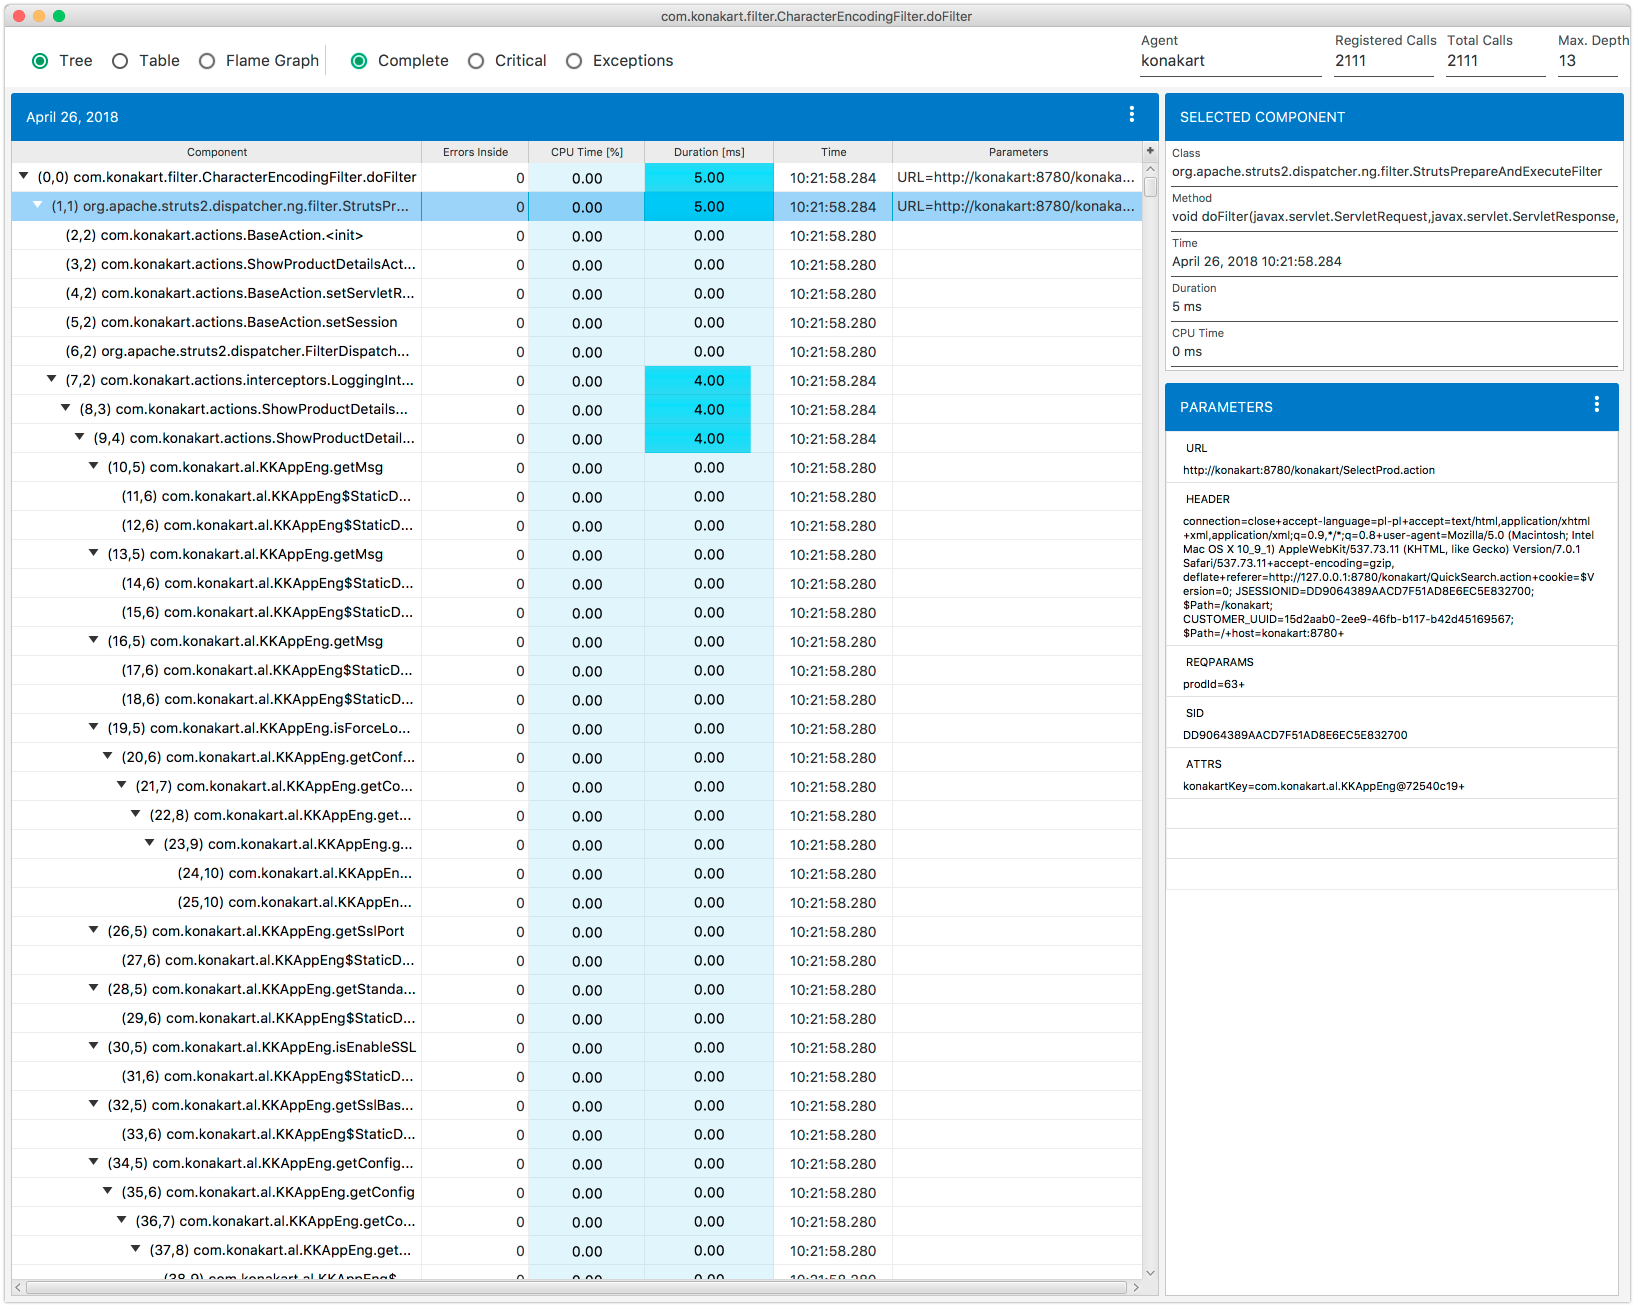 com.konakart.filter.CharacterEncodingFilter.doFilter
Tree Table Flame Graph Complete Critical Exceptions
Agent Registered Calls Total Calls Max. Depth
konakart 2111 2111 13
April 26, 2018
Component Errors Inside CPU Time [%] Duration [ms] Time Parameters +
(0,0) com.konakart.filter.CharacterEncodingFilter.doFilter 0 0.00 5.00 10:21:58.284 URL=http://konakart:8780/konaka...
(1,1) org.apache.struts2.dispatcher.ng.filter.StrutsPr... 0 0.00 5.00 10:21:58.284 URL=http://konakart:8780/konaka...
(2,2) com.konakart.actions.BaseAction.<init> 0 0.00 0.00 10:21:58.280
(3,2) com.konakart.actions.ShowProductDetailsAct... 0 0.00 0.00 10:21:58.280
(4,2) com.konakart.actions.BaseAction.setServletR... 0 0.00 0.00 10:21:58.280
(5,2) com.konakart.actions.BaseAction.setSession 0 0.00 0.00 10:21:58.280
(6,2) org.apache.struts2.dispatcher.FilterDispatch... 0 0.00 0.00 10:21:58.280
(7,2) com.konakart.actions.interceptors.LoggingInt... 0 0.00 4.00 10:21:58.284
(8,3) com.konakart.actions.ShowProductDetails... 0 0.00 4.00 10:21:58.284
(9,4) com.konakart.actions.ShowProductDetail... 0 0.00 4.00 10:21:58.284
(10,5) com.konakart.al.KKAppEng.getMsg 0 0.00 0.00 10:21:58.280
(11,6) com.konakart.al.KKAppEng$StaticD... 0 0.00 0.00 10:21:58.280
(12,6) com.konakart.al.KKAppEng$StaticD... 0 0.00 0.00 10:21:58.280
(13,5) com.konakart.al.KKAppEng.getMsg 0 0.00 0.00 10:21:58.280
(14,6) com.konakart.al.KKAppEng$StaticD... 0 0.00 0.00 10:21:58.280
(15,6) com.konakart.al.KKAppEng$StaticD... 0 0.00 0.00 10:21:58.280
(16,5) com.konakart.al.KKAppEng.getMsg 0 0.00 0.00 10:21:58.280
(17,6) com.konakart.al.KKAppEng$StaticD... 0 0.00 0.00 10:21:58.280
(18,6) com.konakart.al.KKAppEng$StaticD... 0 0.00 0.00 10:21:58.280
(19,5) com.konakart.al.KKAppEng.isForceLo... 0 0.00 0.00 10:21:58.280
(20,6) com.konakart.al.KKAppEng.getConf... 0 0.00 0.00 10:21:58.280
(21,7) com.konakart.al.KKAppEng.getCo... 0 0.00 0.00 10:21:58.280
(22,8) com.konakart.al.KKAppEng.get... 0 0.00 0.00 10:21:58.280
(23,9) com.konakart.al.KKAppEng.g... 0 0.00 0.00 10:21:58.280
(24,10) com.konakart.al.KKAppEn... 0 0.00 0.00 10:21:58.280
(25,10) com.konakart.al.KKAppEn... 0 0.00 0.00 10:21:58.280
(26,5) com.konakart.al.KKAppEng.getSslPort 0 0.00 0.00 10:21:58.280
(27,6) com.konakart.al.KKAppEng$StaticD... 0 0.00 0.00 10:21:58.280
(28,5) com.konakart.al.KKAppEng.getStanda... 0 0.00 0.00 10:21:58.280
(29,6) com.konakart.al.KKAppEng$StaticD... 0 0.00 0.00 10:21:58.280
(30,5) com.konakart.al.KKAppEng.isEnableSSL 0 0.00 0.00 10:21:58.280
(31,6) com.konakart.al.KKAppEng$StaticD... 0 0.00 0.00 10:21:58.280
(32,5) com.konakart.al.KKAppEng.getSslBas... 0 0.00 0.00 10:21:58.280
(33,6) com.konakart.al.KKAppEng$StaticD... 0 0.00 0.00 10:21:58.280
(34,5) com.konakart.al.KKAppEng.getConfig... 0 0.00 0.00 10:21:58.280
(35,6) com.konakart.al.KKAppEng.getConfig 0 0.00 0.00 10:21:58.280
(36,7) com.konakart.al.KKAppEng.getCo... 0 0.00 0.00 10:21:58.280
(37,8) com.konakart.al.KKAppEng.get... 0 0.00 0.00 10:21:58.280
(38,9) com.konakart.al.KKAppEng$ 0 0.00 0.00 10:21:58.280
SELECTED COMPONENT
Class
org.apache.struts2.dispatcher.ng.filter.StrutsPrepareAndExecuteFilter
Method
void doFilter(javax.servlet.ServletRequest,javax.servlet.ServletResponse,
Time
April 26, 2018 10:21:58.284
Duration
5 ms
CPU Time
0 ms
PARAMETERS
URL
http://konakart:8780/konakart/SelectProd.action
HEADER
connection=close+accept-language=pl-pl+accept=text/html,application/xhtml
+xml,application/xml;q=0.9,*/*;q=0.8+user-agent=Mozilla/5.0 (Macintosh; Intel
Mac OS X 10_9_1) AppleWebKit/537.73.11 (KHTML, like Gecko) Version/7.0.1
Safari/537.73.11+accept-encoding=gzip,
deflate+referer=http://127.0.0.1:8780/konakart/QuickSearch.action+cookie=$V
ersion=0; JSESSIONID=DD9064389AACD7F51AD8E6EC5E832700;
$Path=/konakart;
CUSTOMER_UUID=15d2aab0-2ee9-46fb-b117-b42d45169567;
$Path=/+host=konakart:8780+
REQPARAMS
prodId=63+
SID
DD9064389AACD7F51AD8E6EC5E832700
ATTRS
konakartKey=com.konakart.al.KKAppEng@72540c19+